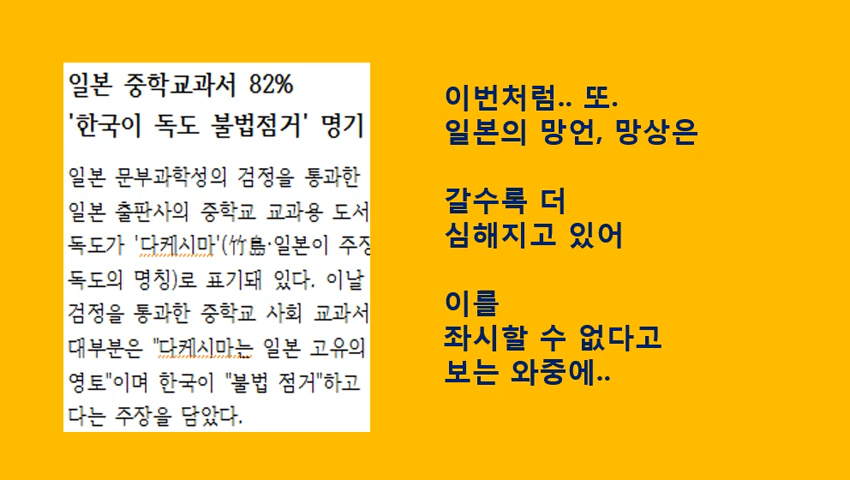 일본 중학교과서 82%
'한국이 독도 불법점거' 명기
일본 문부과학성의 검정을 통과한
일본 출판사의 중학교 교과용 도서
독도가 '다케시마'(竹島·일본이 주장
독도의 명칭)로 표기돼 있다. 이날
검정을 통과한 중학교 사회 교과서
대부분은 "다케시마는 일본 고유의
영토"이며 한국이 "불법 점거"하고
다는 주장을 담았다.
이번처럼.. 또.
일본의 망언, 망상은
갈수록 더
심해지고 있어
이를
좌시할 수 없다고
보는 와중에..